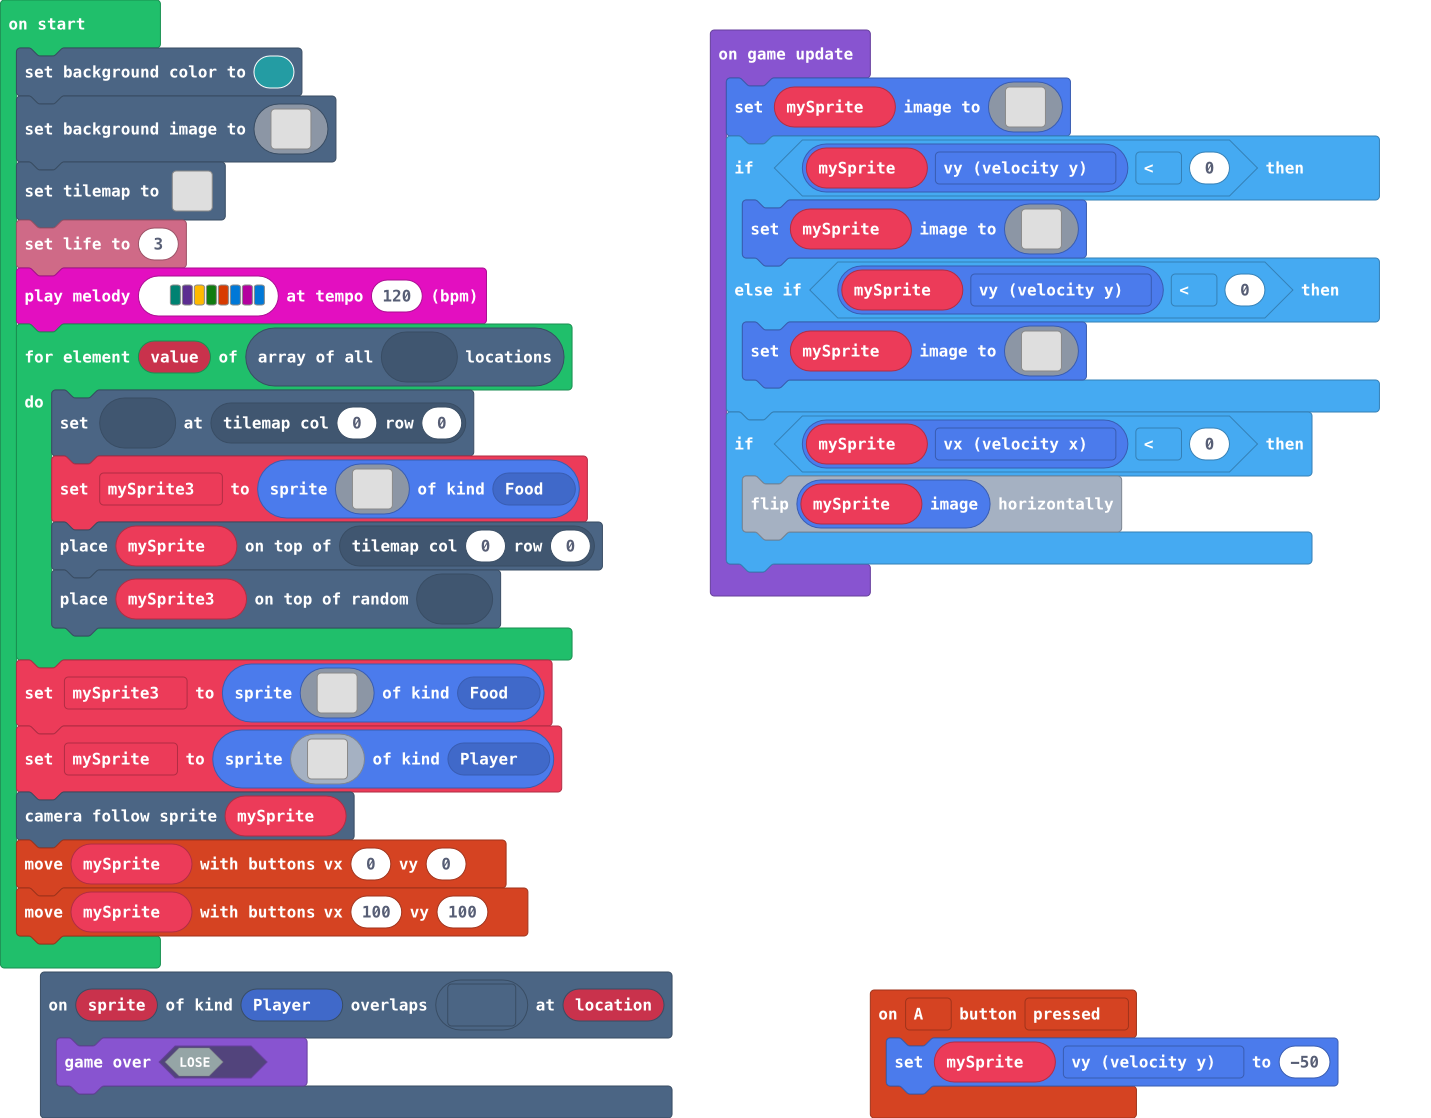 on start
set background color to
set background image to
set tilemap to
set life to 3
play melody at tempo 120 (bpm)
for element value of array of all locations
do
set at tilemap col 0 row 0
set mySprite3 to sprite of kind Food
place mySprite on top of tilemap col 0 row 0
place mySprite3 on top of random
set mySprite3 to sprite of kind Food
set mySprite to sprite of kind Player
camera follow sprite mySprite
move mySprite with buttons vx 0 vy 0
move mySprite with buttons vx 100 vy 100
on game update
set mySprite image to
if mySprite vy (velocity y) < 0 then
set mySprite image to
else if mySprite vy (velocity y) < 0 then
set mySprite image to
if mySprite vx (velocity x) < 0 then
flip mySprite image horizontally
on sprite of kind Player overlaps at location
game over LOSE
on A button pressed
set mySprite vy (velocity y) to −50